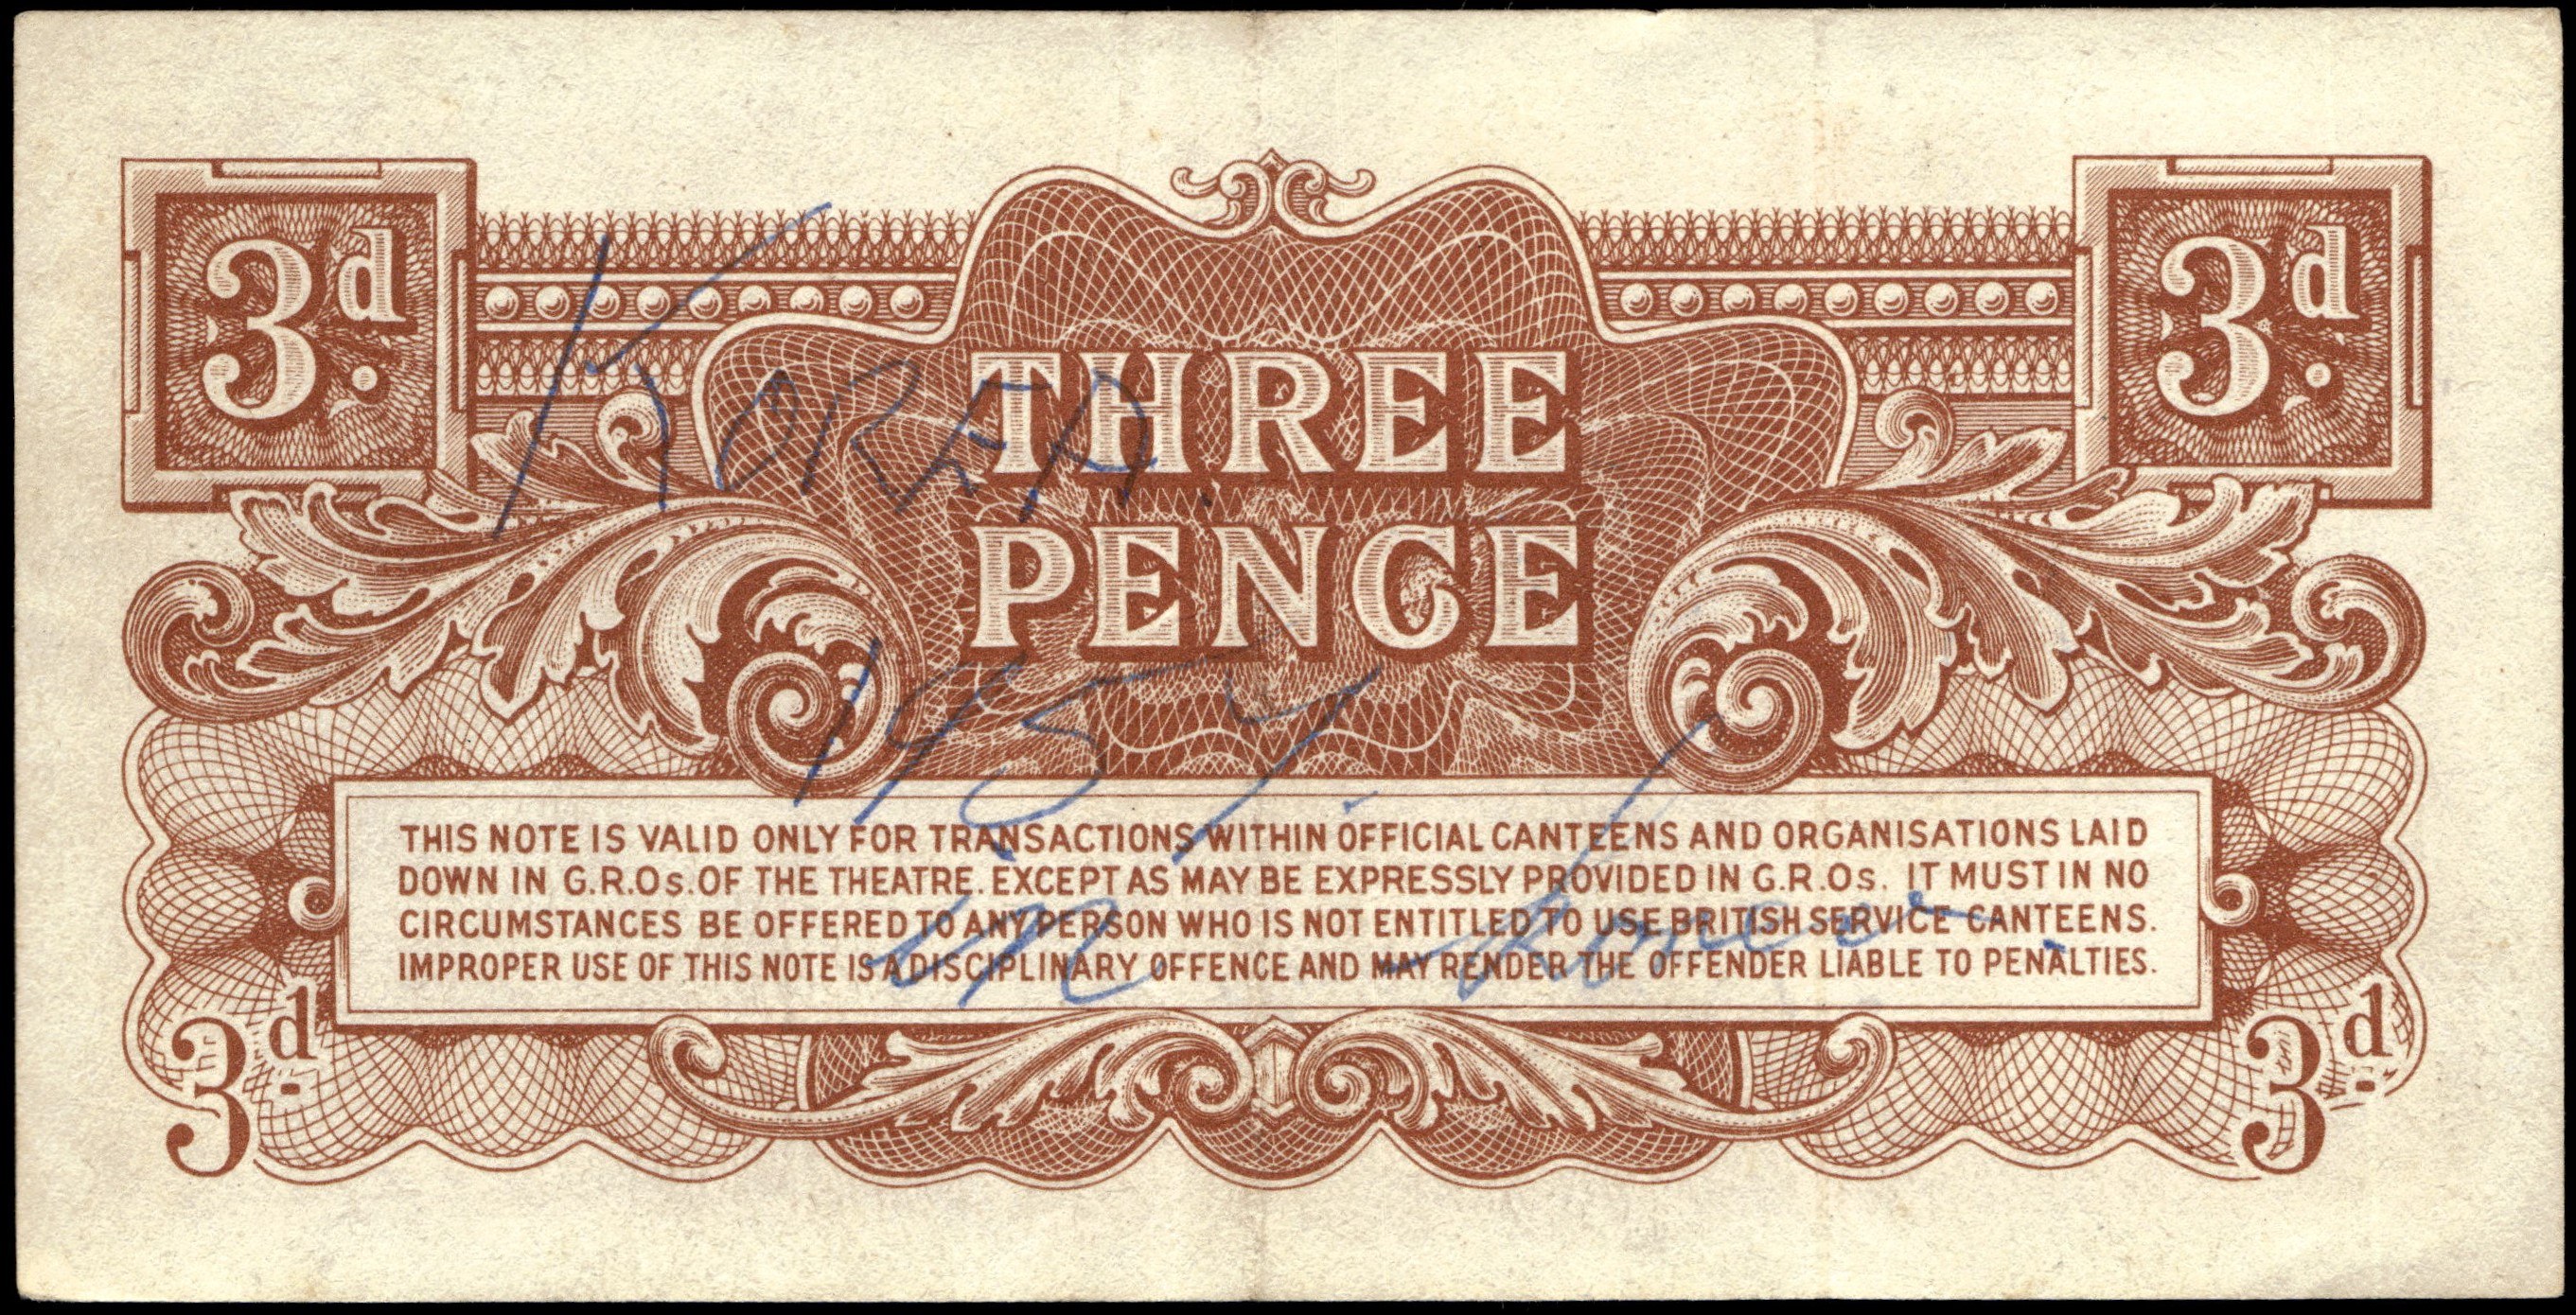 3d. 3d.
KOREA.
THREE
PENCE
195
THIS NOTE IS VALID ONLY FOR TRANSACTIONS WITHIN OFFICIAL CANTEENS AND ORGANISATIONS LAID
DOWN IN G.R.Os. OF THE THEATRE. EXCEPT AS MAY BE EXPRESSLY PROVIDED IN G.R.Os. IT MUST IN NO
CIRCUMSTANCES BE OFFERED TO ANY PERSON WHO IS NOT ENTITLED TO USE BRITISH SERVICE CANTEENS.
in
IMPROPER USE OF THIS NOTE IS A DISCIPLINARY OFFENCE AND MAY RENDER THE OFFENDER LIABLE TO PENALTIES.
3d. 3d.